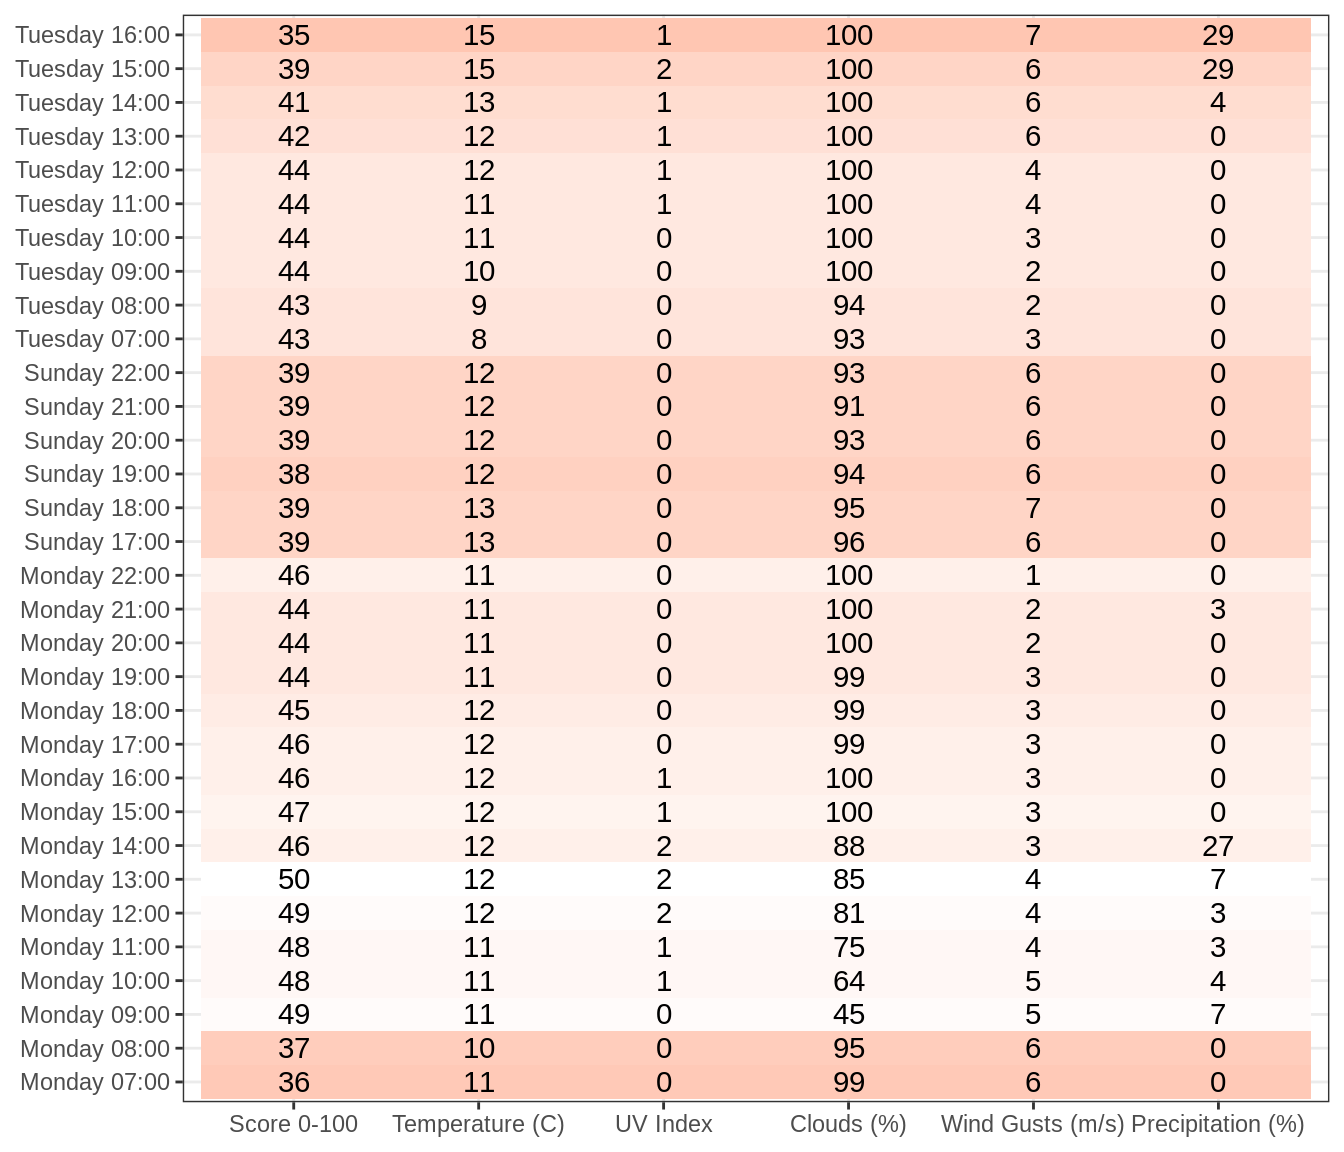 Tuesday 16:00 35 15 1 100 7 29
Tuesday 15:00 39 15 2 100 6 29
Tuesday 14:00 41 13 1 100 6 4
Tuesday 13:00 42 12 1 100 6 0
Tuesday 12:00 44 12 1 100 4 0
Tuesday 11:00 44 11 1 100 4 0
Tuesday 10:00 44 11 0 100 3 0
Tuesday 09:00 44 10 0 100 2 0
Tuesday 08:00 43 9 0 94 2 0
Tuesday 07:00 43 8 0 93 3 0
Sunday 22:00 39 12 0 93 6 0
Sunday 21:00 39 12 0 91 6 0
Sunday 20:00 39 12 0 93 6 0
Sunday 19:00 38 12 0 94 6 0
Sunday 18:00 39 13 0 95 7 0
Sunday 17:00 39 13 0 96 6 0
Monday 22:00 46 11 0 100 1 0
Monday 21:00 44 11 0 100 2 3
Monday 20:00 44 11 0 100 2 0
Monday 19:00 44 11 0 99 3 0
Monday 18:00 45 12 0 99 3 0
Monday 17:00 46 12 0 99 3 0
Monday 16:00 46 12 1 100 3 0
Monday 15:00 47 12 1 100 3 0
Monday 14:00 46 12 2 88 3 27
Monday 13:00 50 12 2 85 4 7
Monday 12:00 49 12 2 81 4 3
Monday 11:00 48 11 1 75 4 3
Monday 10:00 48 11 1 64 5 4
Monday 09:00 49 11 0 45 5 7
Monday 08:00 37 10 0 95 6 0
Monday 07:00 36 11 0 99 6 0
Score 0-100 Temperature (C) UV Index Clouds (%) Wind Gusts (m/s) Precipitation (%)